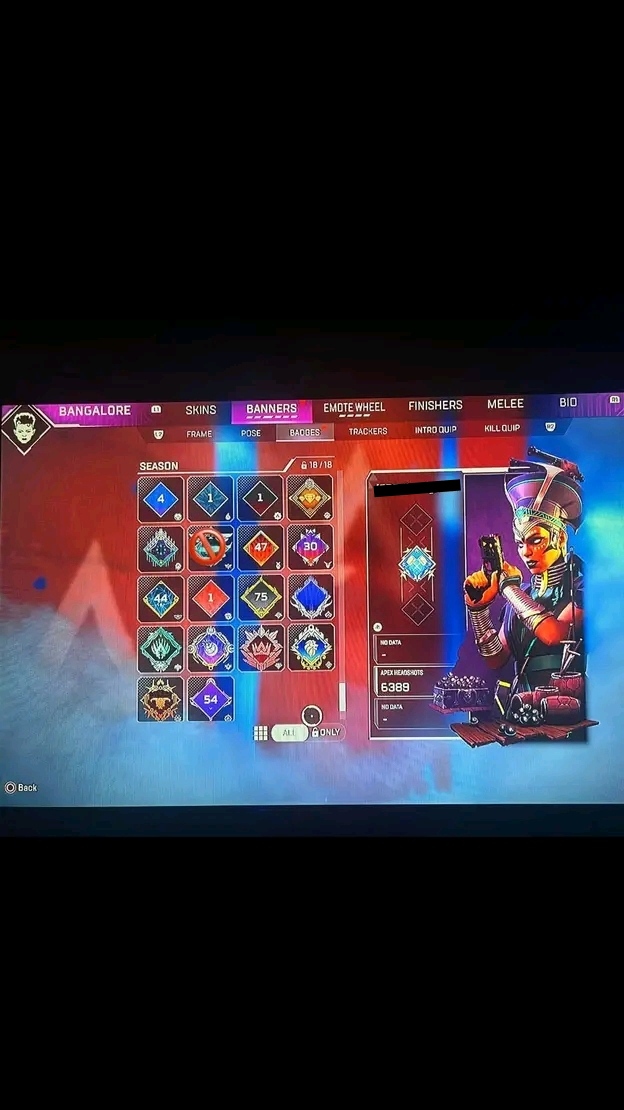 BANGALORE
L1
SKINS
BANNERS
EMOTE WHEEL
FINISHERS
MELEE
BIO
R1
L2
FRAME
POSE
BADGES
TRACKERS
INTRO QUIP
KILL QUIP
R2
SEASON
18 / 18
4
1
1
47
30
44
1
75
54
NO DATA
-
APEX HEADSHOTS
6389
NO DATA
-
ALL
ONLY
Back